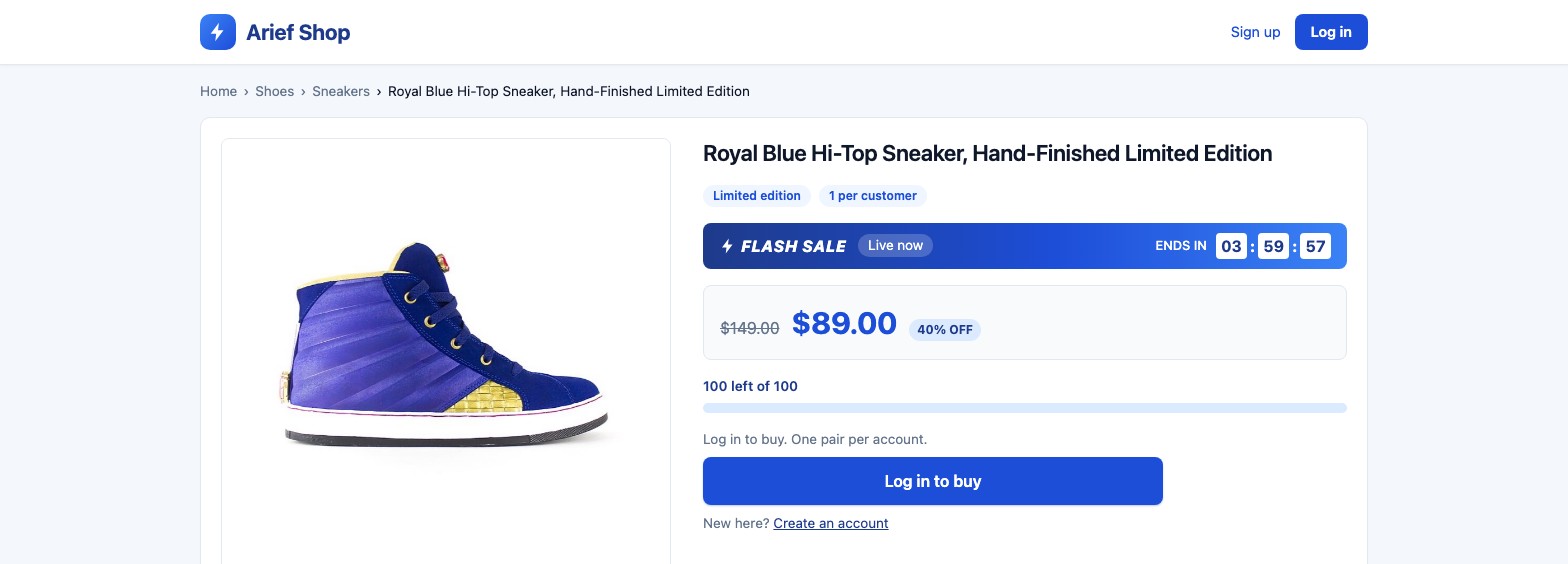 Arief Shop
Sign up
Log in
Home › Shoes › Sneakers › Royal Blue Hi-Top Sneaker, Hand-Finished Limited Edition
Royal Blue Hi-Top Sneaker, Hand-Finished Limited Edition
Limited edition
1 per customer
FLASH SALE
Live now
ENDS IN 03 : 59 : 57
$149.00 $89.00 40% OFF
100 left of 100
Log in to buy. One pair per account.
Log in to buy
New here? Create an account